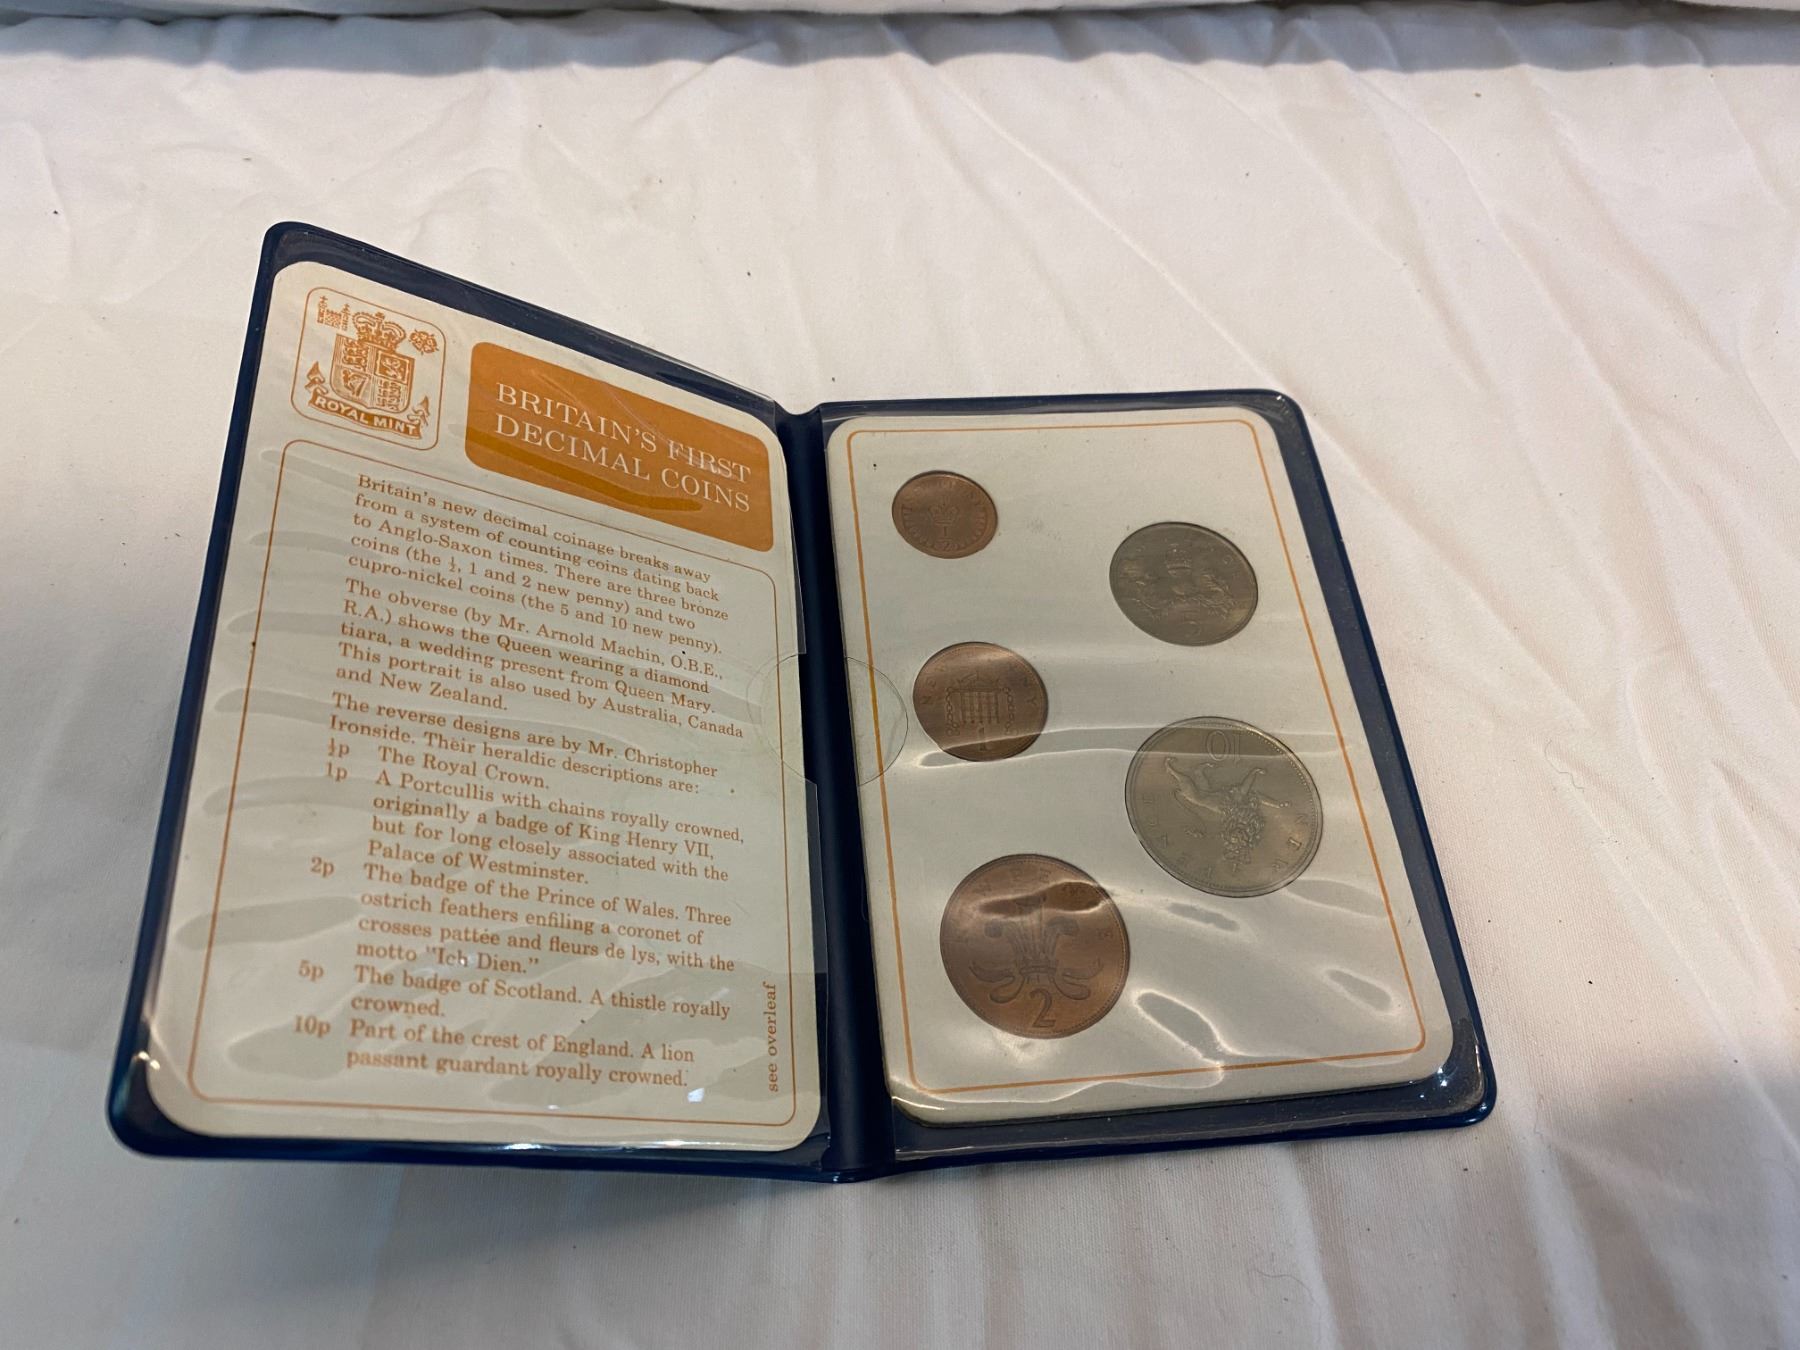 ROYAL MINT
BRITAIN'S FIRST
DECIMAL COINS
Britain's new decimal coinage breaks away
from a system of counting coins dating back
to Anglo-Saxon times. There are three bronze
coins (the ½, 1 and 2 new penny) and two
cupro-nickel coins (the 5 and 10 new penny).
The obverse (by Mr. Arnold Machin, O.B.E.,
R.A.) shows the Queen wearing a diamond
tiara, a wedding present from Queen Mary.
This portrait is also used by Australia, Canada
and New Zealand.
The reverse designs are by Mr. Christopher
Ironside. Their heraldic descriptions are:
½p The Royal Crown.
1p A Portcullis with chains royally crowned,
originally a badge of King Henry VII,
but for long closely associated with the
Palace of Westminster.
2p The badge of the Prince of Wales. Three
ostrich feathers enfiling a coronet of
crosses pattée and fleurs de lys, with the
motto "Ich Dien."
5p The badge of Scotland. A thistle royally
crowned.
10p Part of the crest of England. A lion
passant guardant royally crowned.
see overleaf
½
NEW PENNY
1
2
5
10
NEW PENCE